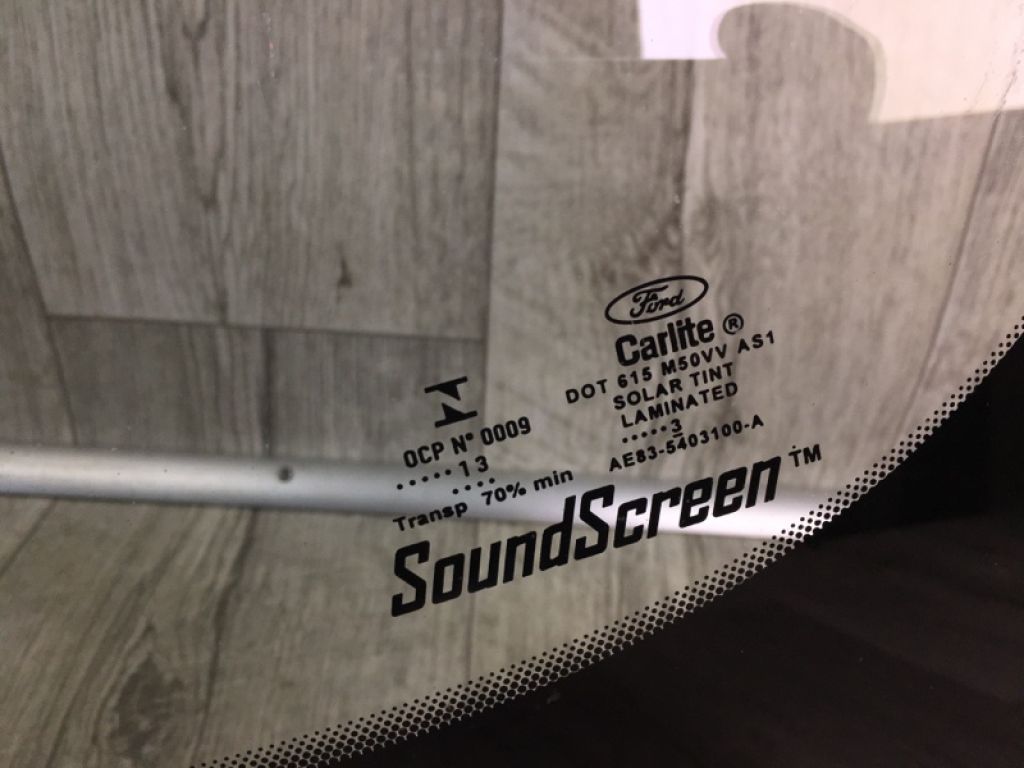 Ford
Carlite ®
DOT 615 M50VV AS1
SOLAR TINT
LAMINATED
.....3
AE83-5403100-A
OCP Nº 0009
.....13
....
Transp 70% min
SoundScreen ™